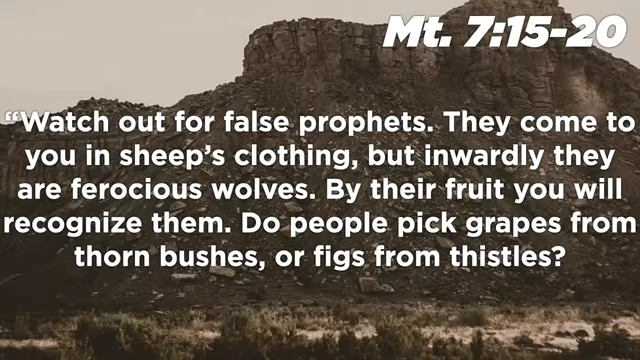 Mt. 7:15-20
“Watch out for false prophets. They come to
you in sheep’s clothing, but inwardly they
are ferocious wolves. By their fruit you will
recognize them. Do people pick grapes from
thorn bushes, or figs from thistles?